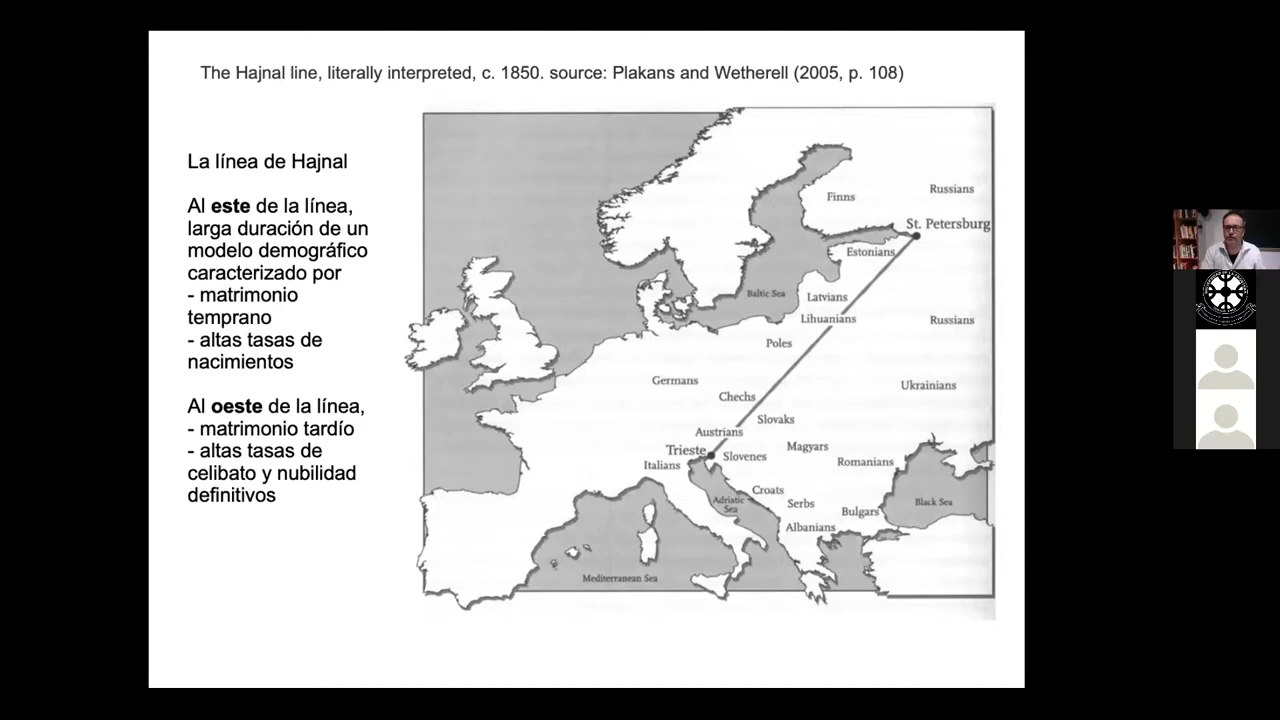 The Hajnal line, literally interpreted, c. 1850. source: Plakans and Wetherell (2005, p. 108)
La línea de Hajnal
Al este de la línea,
larga duración de un
modelo demográfico
caracterizado por
- matrimonio
temprano
- altas tasas de
nacimientos
Al oeste de la línea,
- matrimonio tardío
- altas tasas de
celibato y nubilidad
definitivos
Finns
Russians
St. Petersburg
Estonians
Baltic Sea
Latvians
Lihuanians
Russians
Poles
Germans
Ukrainians
Chechs
Slovaks
Austrians
Magyars
Trieste
Slovenes
Italians
Romanians
Croats
Adriatic
Sea
Serbs
Black Sea
Bulgars
Albanians
Mediterranean Sea